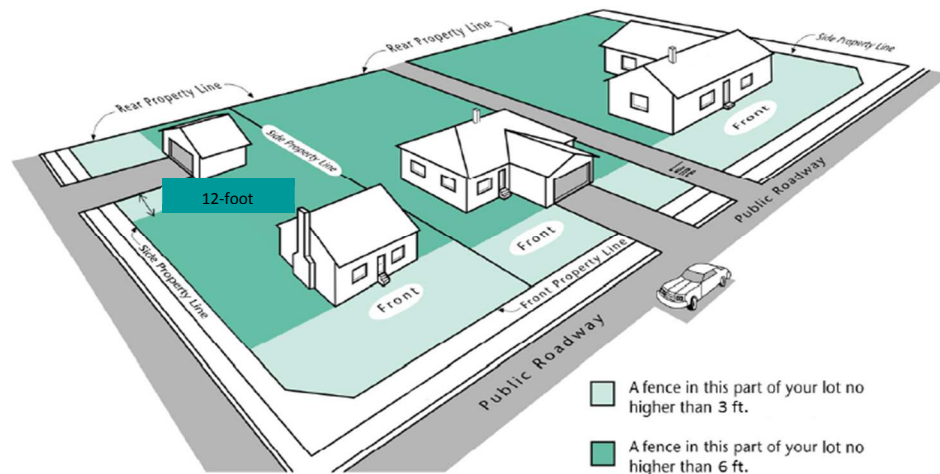 Rear Property Line
Rear Property Line
Side Property Line
Front
Side Property Line
12-foot
Line
Public Roadway
Front
Side Property Line
Front
Front Property Line
Public Roadway
A fence in this part of your lot no
higher than 3 ft.
A fence in this part of your lot no
higher than 6 ft.